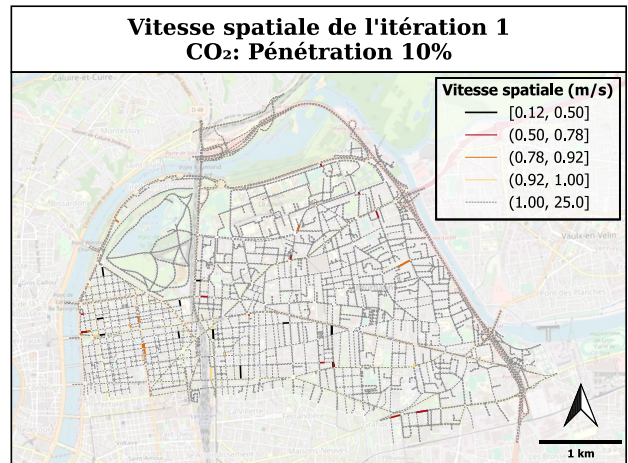 Vitesse spatiale de l'itération 1
CO₂: Pénétration 10%
Vitesse spatiale (m/s)
[0.12, 0.50]
(0.50, 0.78]
(0.78, 0.92]
(0.92, 1.00]
(1.00, 25.0]
Caluire-et-Cuire
Vaulx-en-Velin
1 km